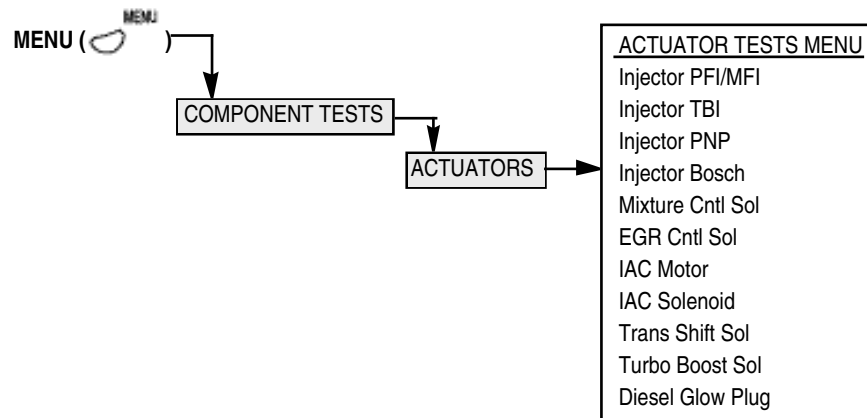 MENU
MENU ( )
COMPONENT TESTS
ACTUATORS
ACTUATOR TESTS MENU
Injector PFI/MFI
Injector TBI
Injector PNP
Injector Bosch
Mixture Cntl Sol
EGR Cntl Sol
IAC Motor
IAC Solenoid
Trans Shift Sol
Turbo Boost Sol
Diesel Glow Plug